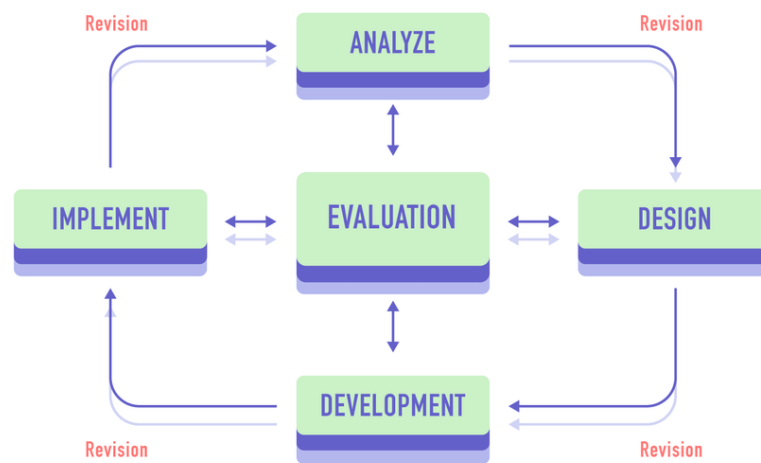 Revision
Revision
ANALYZE
IMPLEMENT
EVALUATION
DESIGN
DEVELOPMENT
Revision
Revision